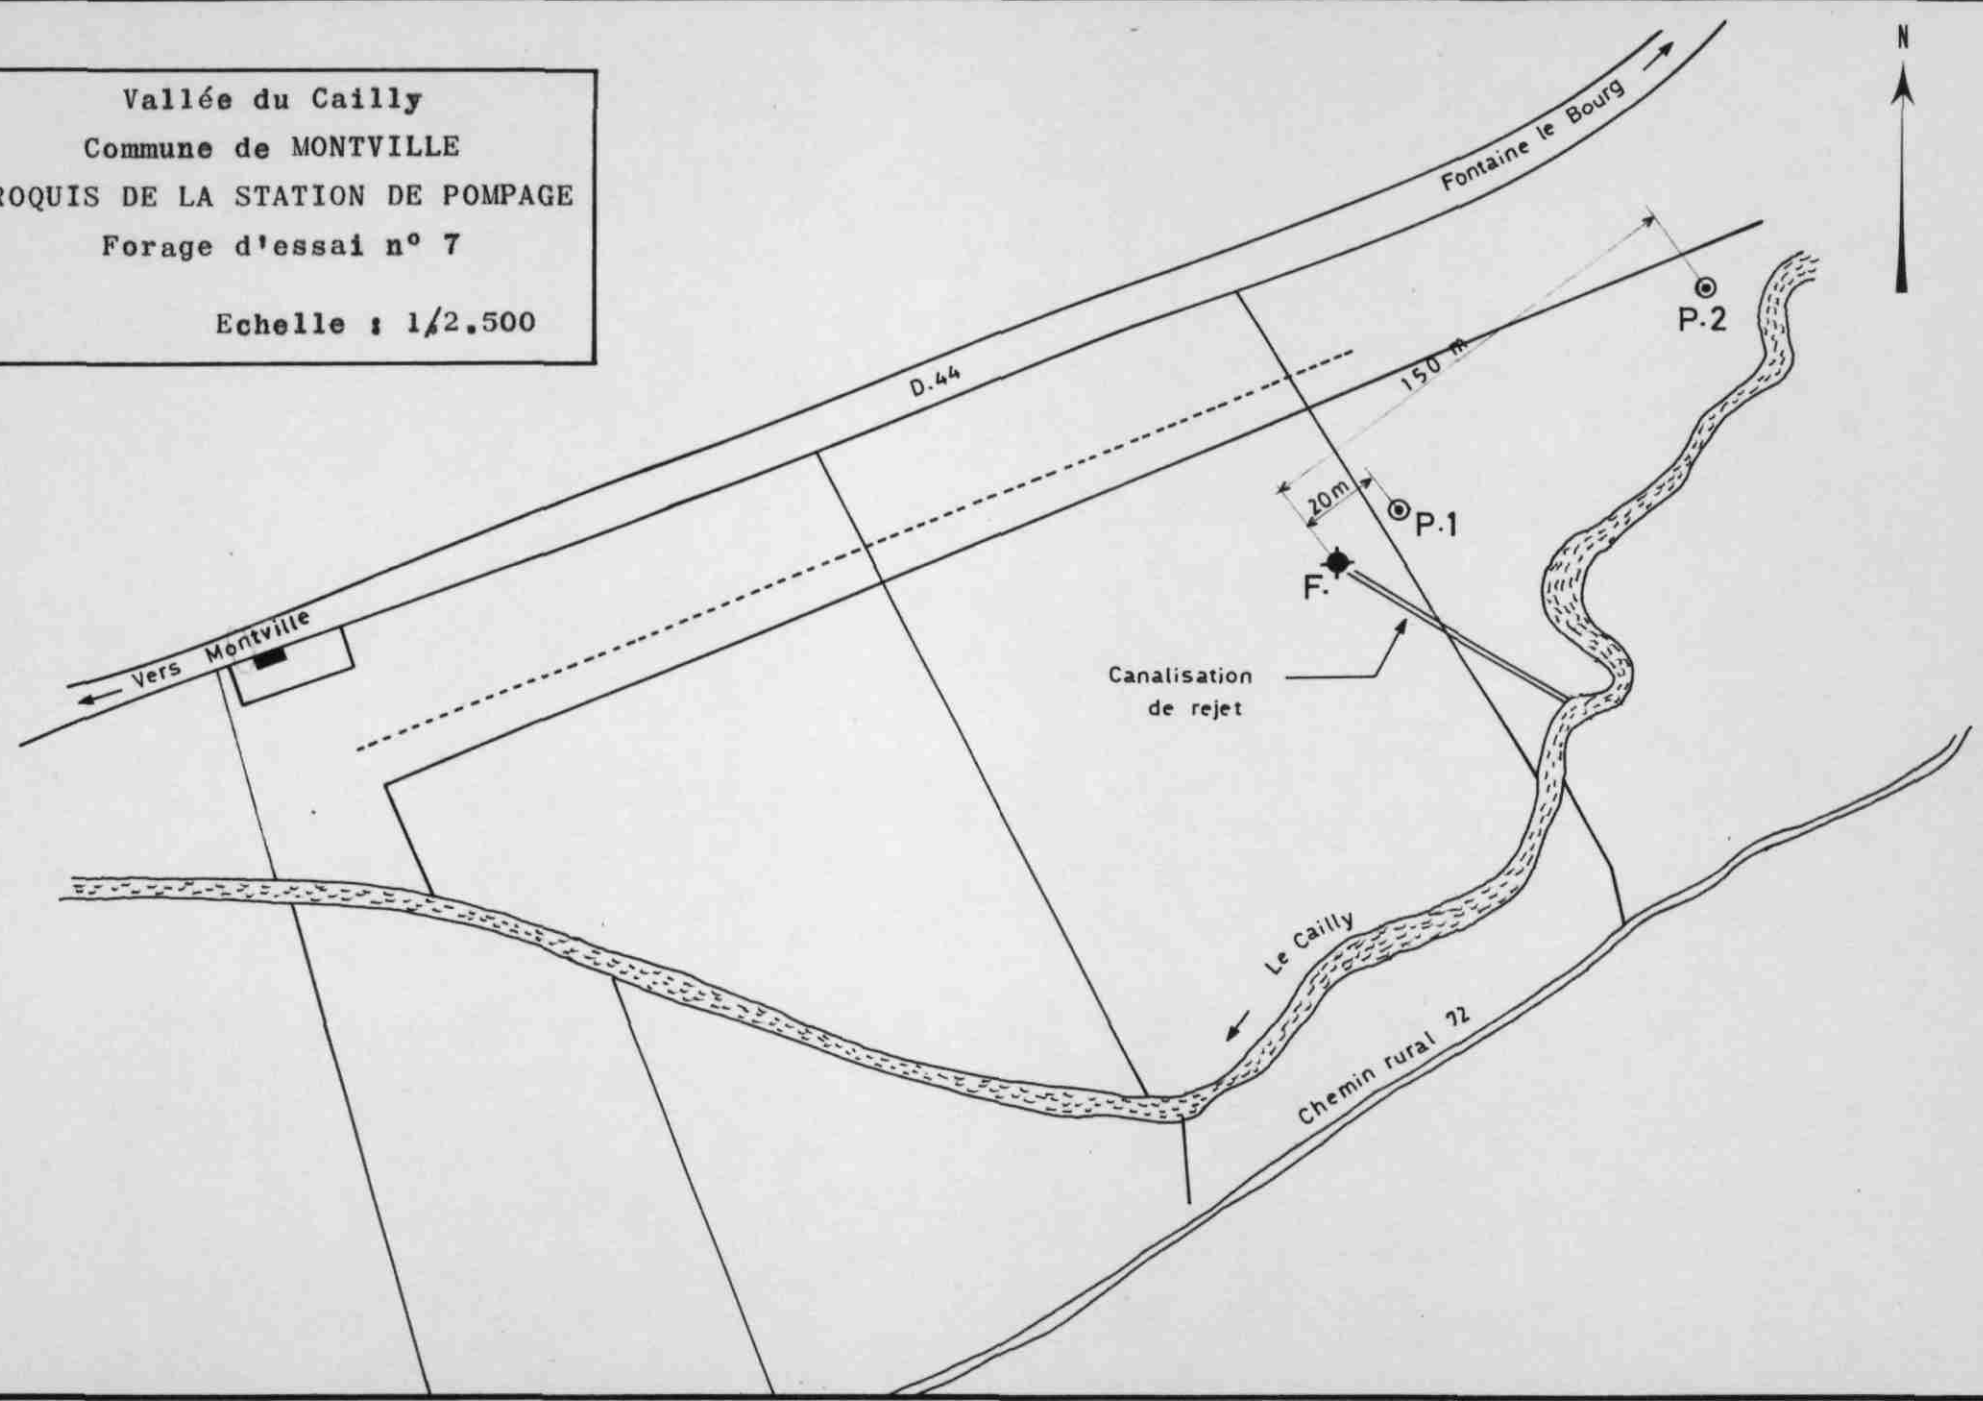 Vallée du Cailly
Commune de MONTVILLE
ROQUIS DE LA STATION DE POMPAGE
Forage d'essai nº 7
Echelle : 1/2.500
N
Fontaine le Bourg
P.2
150 m
D.44
20m
P.1
F.
Vers Montville
Canalisation
de rejet
Le Cailly
Chemin rural 72